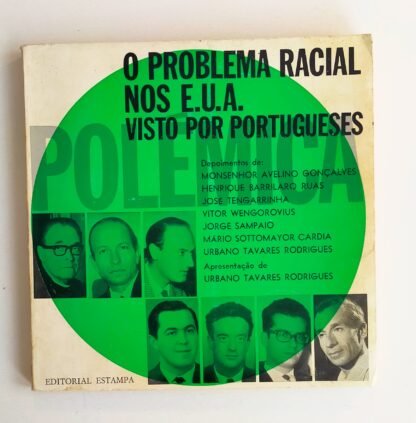 O PROBLEMA RACIAL
NOS E.U.A.
VISTO POR PORTUGUESES
POLÉMICA
Depoimentos de:
MONSENHOR AVELINO GONÇALVES
HENRIQUE BARRILARO RUAS
JOSÉ TENGARRINHA
VITOR WENGOROVIUS
JORGE SAMPAIO
MARIO SOTTOMAYOR CARDIA
URBANO TAVARES RODRIGUES
Apresentação de
URBANO TAVARES RODRIGUES
EDITORIAL ESTAMPA